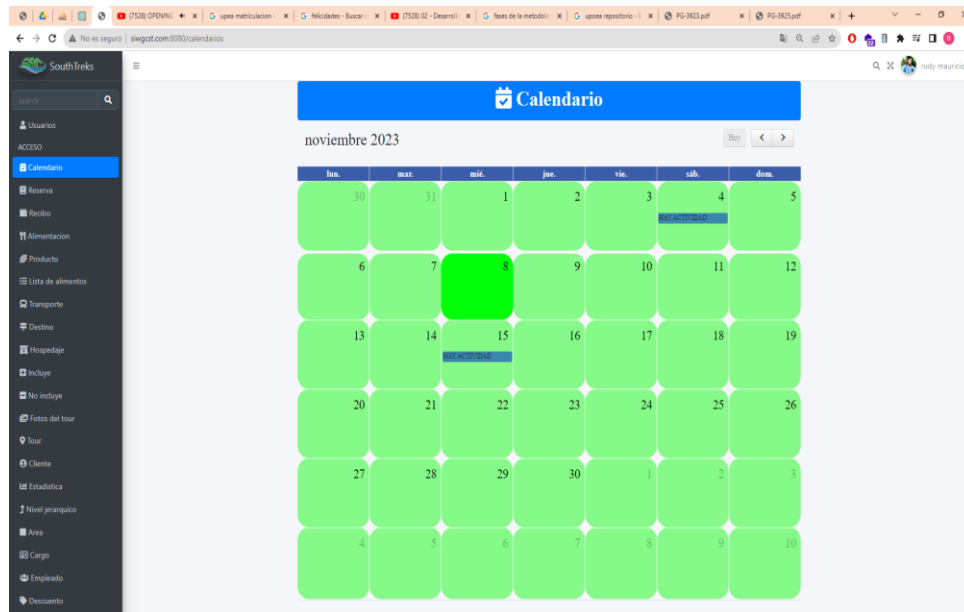 (7528) OPENING
upea matriculacion -
felicidades - Buscar
(7528) 02 - Desarroll
fases de la metodolo
upoea repositorio - B
PG-3923.pdf
PG-3925.pdf
No es seguro | siwgcst.com:8080/calendarios
SouthTreks
rudy mauricio
search
Usuarios
ACCESO
Calendario
Reserva
Recibo
Alimentacion
Producto
Lista de alimentos
Transporte
Destino
Hospedaje
Incluye
No incluye
Fotos del tour
Tour
Cliente
Estadistica
Nivel jerarquico
Area
Cargo
Empleado
Descuento
Calendario
noviembre 2023
Hoy
lun. mar. mié. jue. vie. sáb. dom.
30 31 1 2 3 4 5
HAY ACTIVIDAD
6 7 8 9 10 11 12
13 14 15 16 17 18 19
HAY ACTIVIDAD
20 21 22 23 24 25 26
27 28 29 30 1 2 3
4 5 6 7 8 9 10